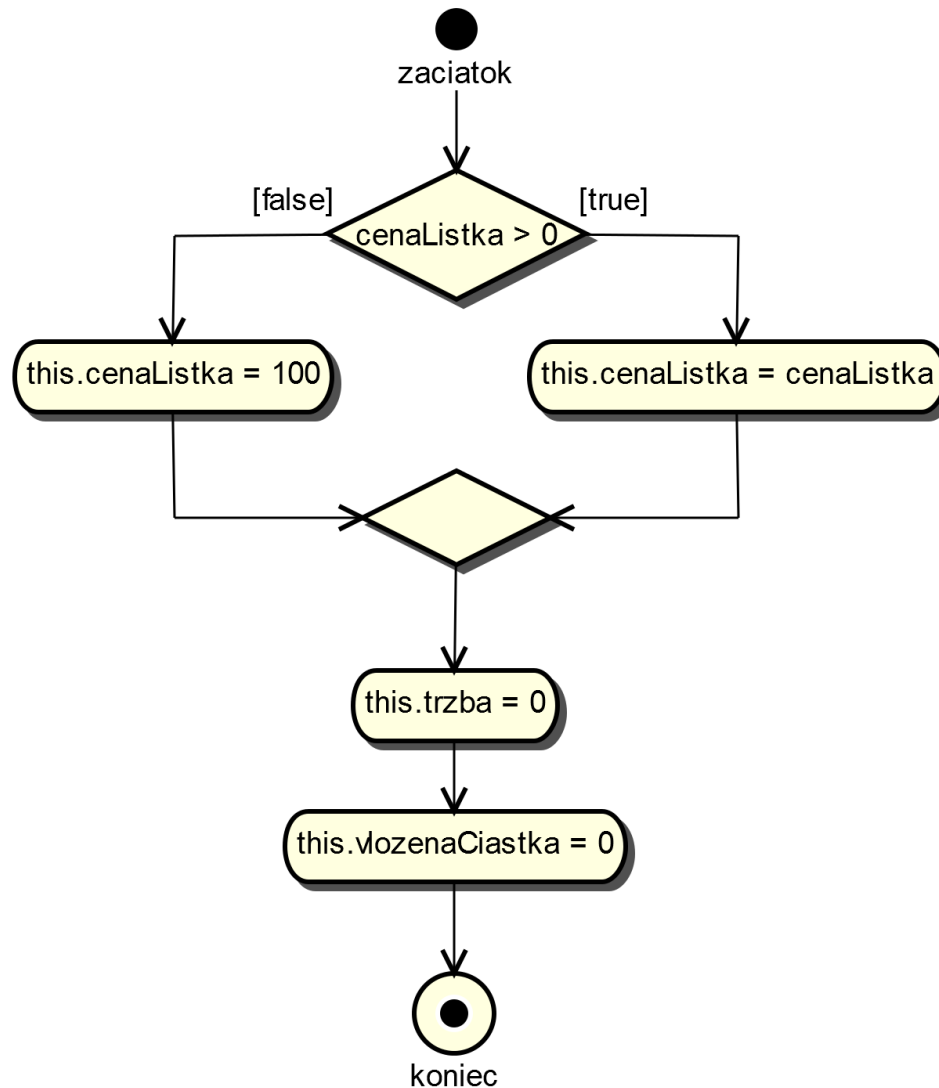 zaciatok
[false]
[true]
cenaListka > 0
this.cenaListka = 100
this.cenaListka = cenaListka
this.trzba = 0
this.vlozenaCiastka = 0
koniec